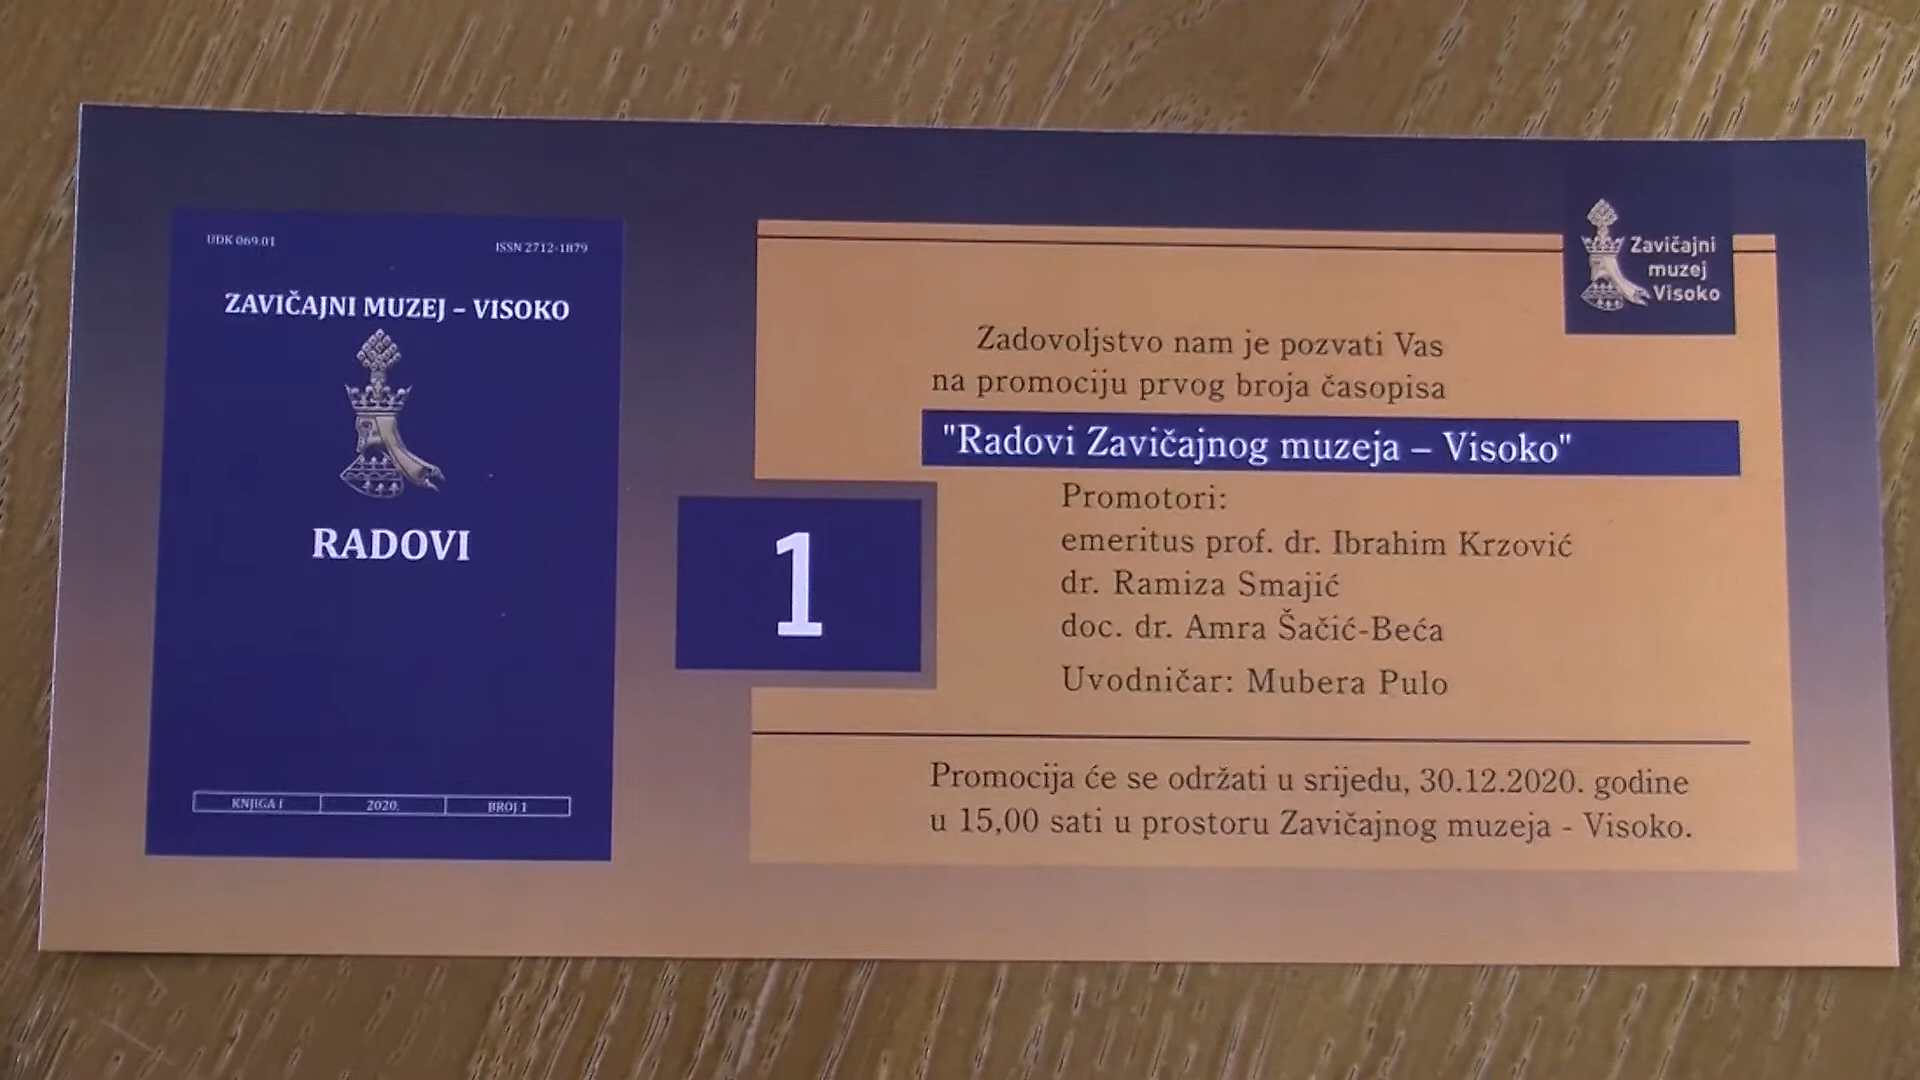 UDK 069.01
ISSN 2712-1879
ZAVIČAJNI MUZEJ – VISOKO
RADOVI
KNJIGA I
2020.
BROJ 1
1
Zavičajni
muzej
Visoko
Zadovoljstvo nam je pozvati Vas
na promociju prvog broja časopisa
"Radovi Zavičajnog muzeja – Visoko"
Promotori:
emeritus prof. dr. Ibrahim Krzović
dr. Ramiza Smajić
doc. dr. Amra Šačić-Beća
Uvodničar: Mubera Pulo
Promocija će se održati u srijedu, 30.12.2020. godine
u 15,00 sati u prostoru Zavičajnog muzeja - Visoko.